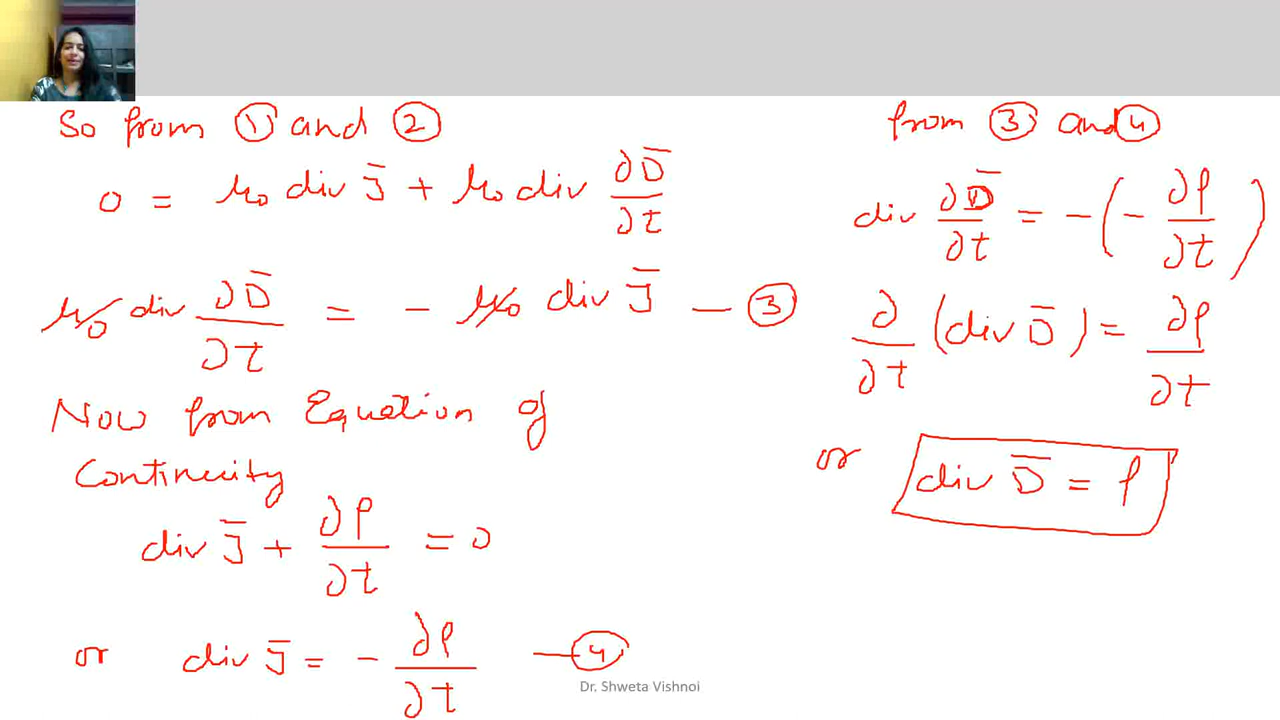 So from ① and ②
0 = μ₀ div J̄ + μ₀ div ∂D̄/∂t
μ₀ div ∂D̄/∂t = - μ₀ div J̄ — ③
Now from Equation of
Continuity
div J̄ + ∂ρ/∂t = 0
or div J̄ = - ∂ρ/∂t — ④
from ③ and ④
div ∂D̄/∂t = - (- ∂ρ/∂t)
∂/∂t (div D̄) = ∂ρ/∂t
or div D̄ = ρ
Dr. Shweta Vishnoi